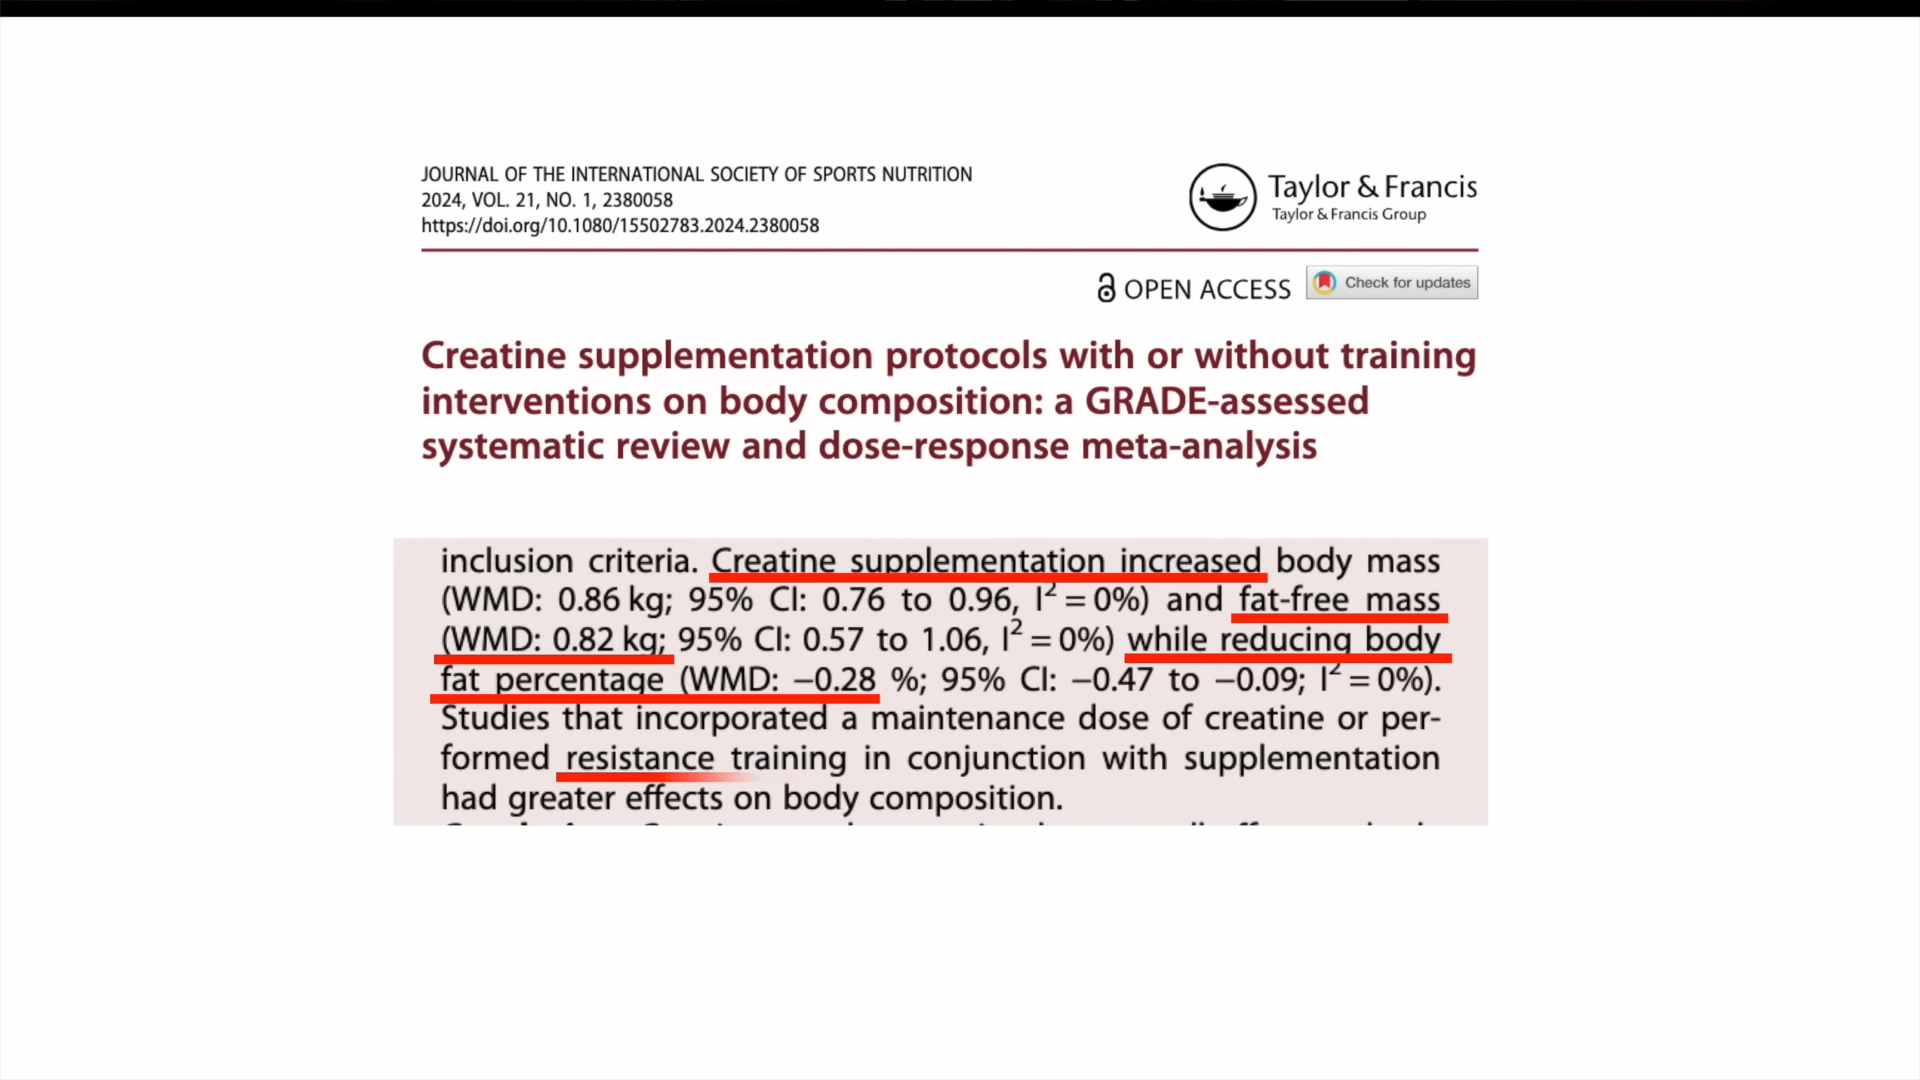 JOURNAL OF THE INTERNATIONAL SOCIETY OF SPORTS NUTRITION
2024, VOL. 21, NO. 1, 2380058
https://doi.org/10.1080/15502783.2024.2380058
Taylor & Francis
Taylor & Francis Group
OPEN ACCESS
Check for updates
Creatine supplementation protocols with or without training
interventions on body composition: a GRADE-assessed
systematic review and dose-response meta-analysis
inclusion criteria. Creatine supplementation increased body mass
(WMD: 0.86 kg; 95% CI: 0.76 to 0.96, I² = 0%) and fat-free mass
(WMD: 0.82 kg; 95% CI: 0.57 to 1.06, I² = 0%) while reducing body
fat percentage (WMD: −0.28 %; 95% CI: −0.47 to −0.09; I² = 0%).
Studies that incorporated a maintenance dose of creatine or per-
formed resistance training in conjunction with supplementation
had greater effects on body composition.